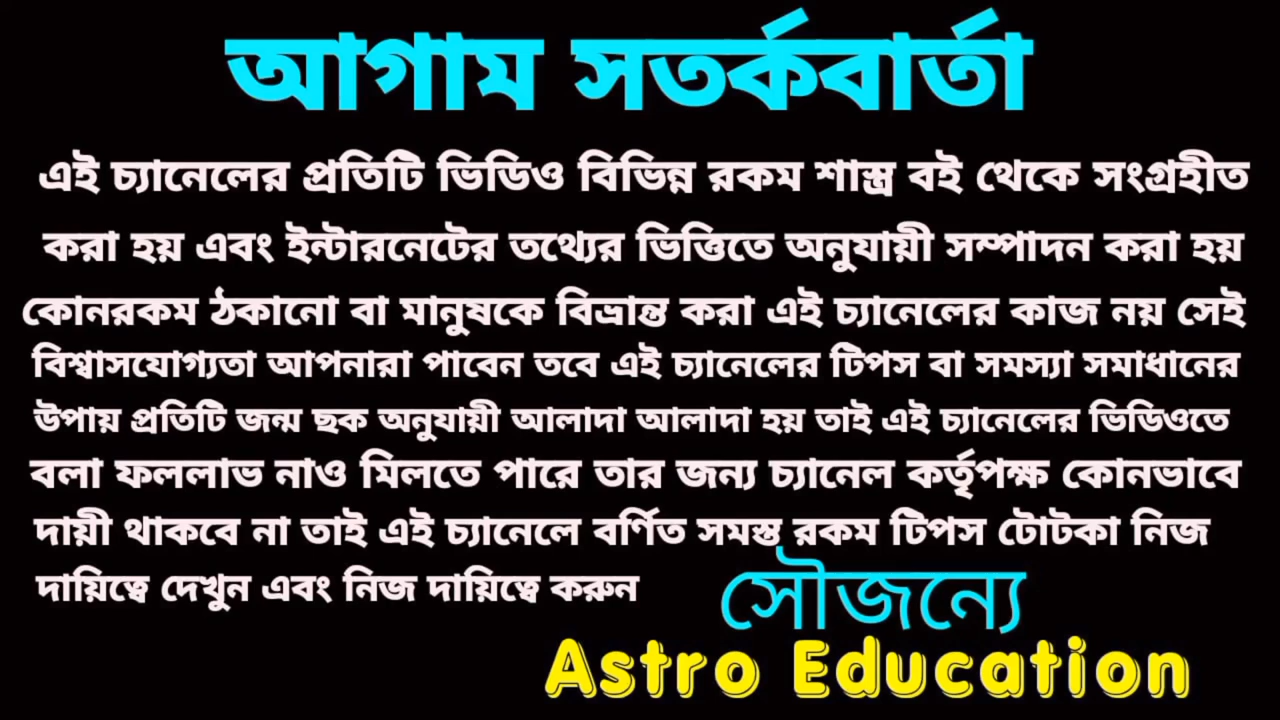 আগাম সতর্কবার্তা
এই চ্যানেলের প্রতিটি ভিডিও বিভিন্ন রকম শাস্ত্র বই থেকে সংগ্রহীত
করা হয় এবং ইন্টারনেটের তথ্যের ভিত্তিতে অনুযায়ী সম্পাদন করা হয়
কোনরকম ঠকানো বা মানুষকে বিভ্রান্ত করা এই চ্যানেলের কাজ নয় সেই
বিশ্বাসযোগ্যতা আপনারা পাবেন তবে এই চ্যানেলের টিপস বা সমস্যা সমাধানের
উপায় প্রতিটি জন্ম ছক অনুযায়ী আলাদা আলাদা হয় তাই এই চ্যানেলের ভিডিওতে
বলা ফললাভ নাও মিলতে পারে তার জন্য চ্যানেল কর্তৃপক্ষ কোনভাবে
দায়ী থাকবে না তাই এই চ্যানেলে বর্ণিত সমস্ত রকম টিপস টোটকা নিজ
দায়িত্বে দেখুন এবং নিজ দায়িত্বে করুন
সৌজন্যে
Astro Education